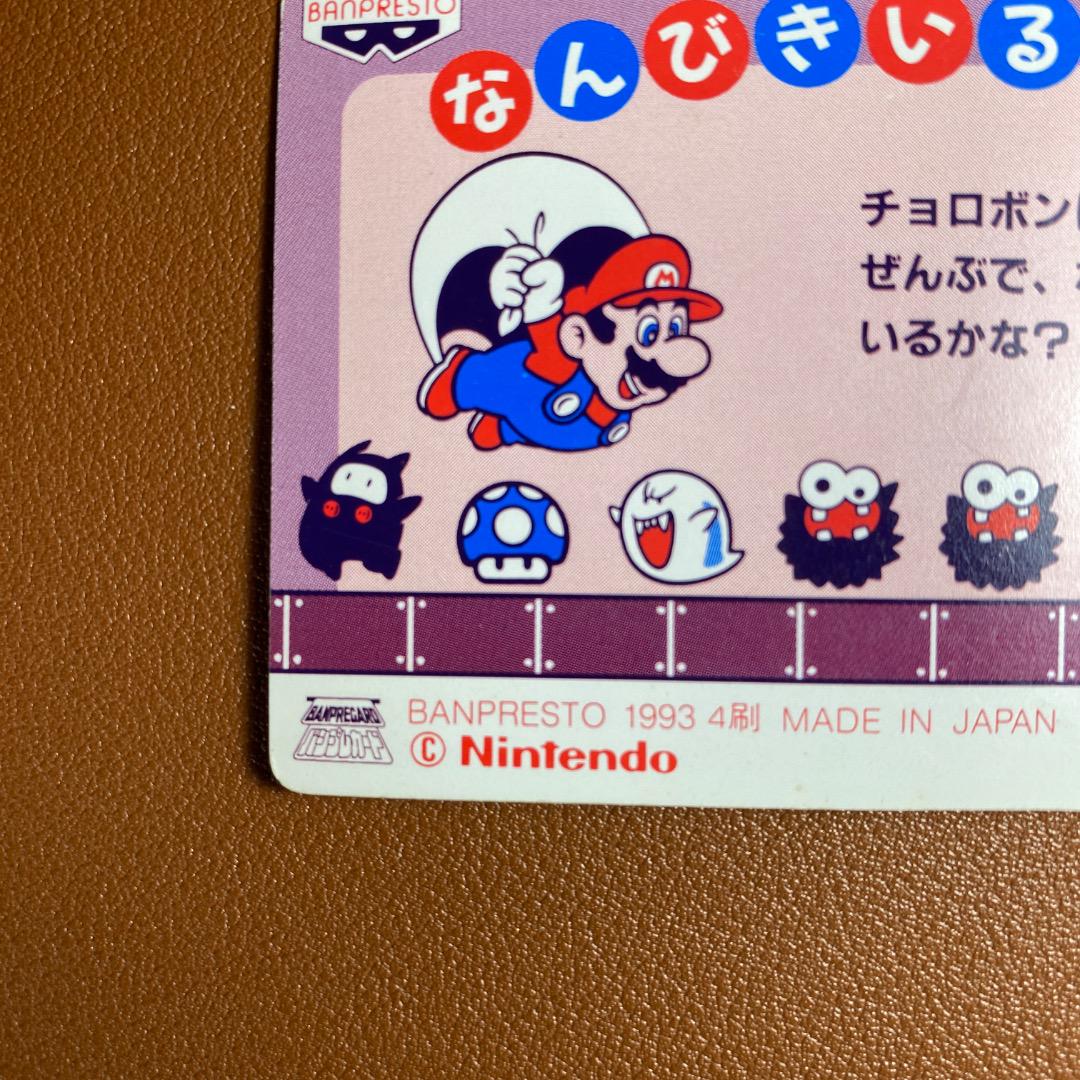 BANPRESTO
なんびきいる
チョロボン
ぜんぶで、
いるかな？
M
BANPRECARD
バンプレカード
BANPRESTO 1993 4刷 MADE IN JAPAN
© Nintendo